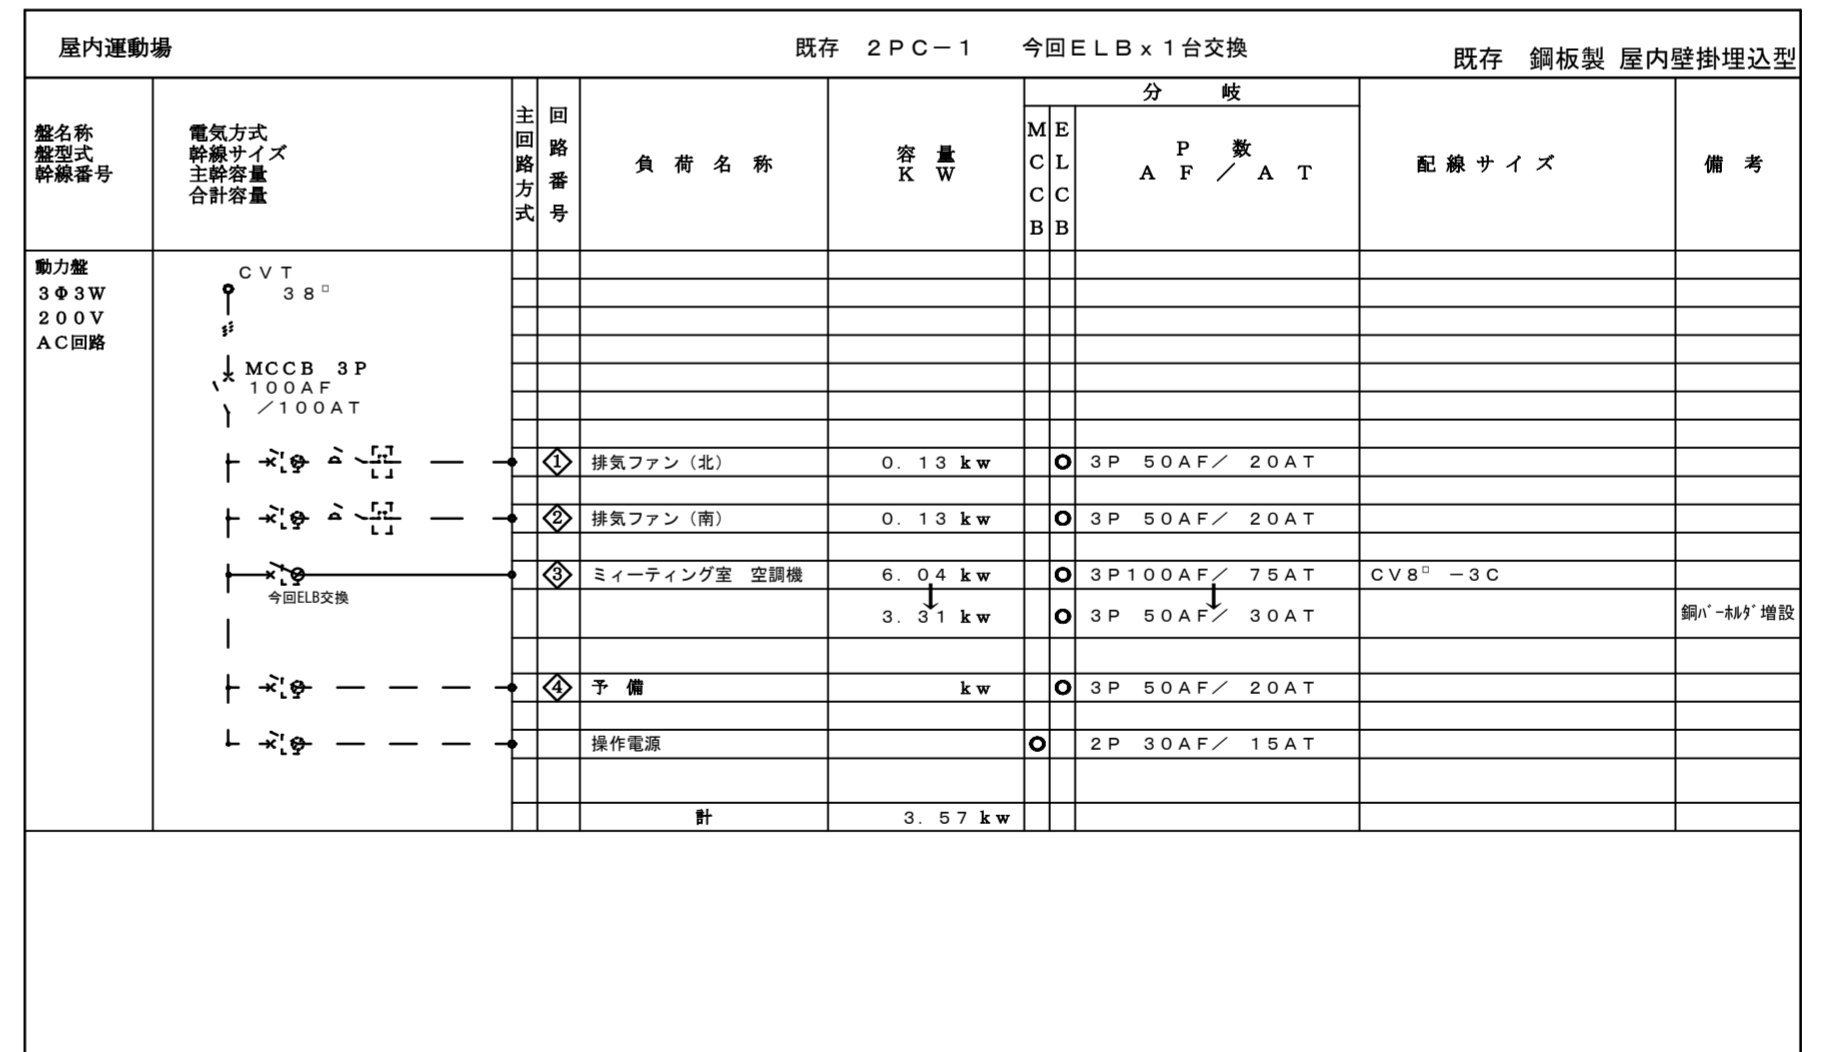 屋内運動場　既存　２ＰＣ－１　今回ＥＬＢｘ１台交換　既存　鋼板製 屋内壁掛埋込型
盤名称
盤型式
幹線番号
電気方式
幹線サイズ
主幹容量
合計容量
主回路方式
回路番号
負荷名称
容量
ＫＷ
分岐
ＭＣＣＢ
ＥＬＣＢ
Ｐ数
ＡＦ／ＡＴ
配線サイズ
備考
動力盤
３Φ３Ｗ
２００Ｖ
ＡＣ回路
ＣＶＴ
３８□
ＭＣＣＢ　３Ｐ
１００ＡＦ
／１００ＡＴ
① 排気ファン（北） ０．１３ｋｗ ３Ｐ　５０ＡＦ／　２０ＡＴ
② 排気ファン（南） ０．１３ｋｗ ３Ｐ　５０ＡＦ／　２０ＡＴ
③ ミィーティング室　空調機 ６．０４ｋｗ ３Ｐ１００ＡＦ／　７５ＡＴ ＣＶ８□－３Ｃ
今回ELB交換
↓ ↓
３．３１ｋｗ ３Ｐ　５０ＡＦ／　３０ＡＴ 銅ﾊﾞｰﾎﾙﾀﾞ増設
④ 予備 ｋｗ ３Ｐ　５０ＡＦ／　２０ＡＴ
操作電源 ２Ｐ　３０ＡＦ／　１５ＡＴ
計 ３．５７ｋｗ